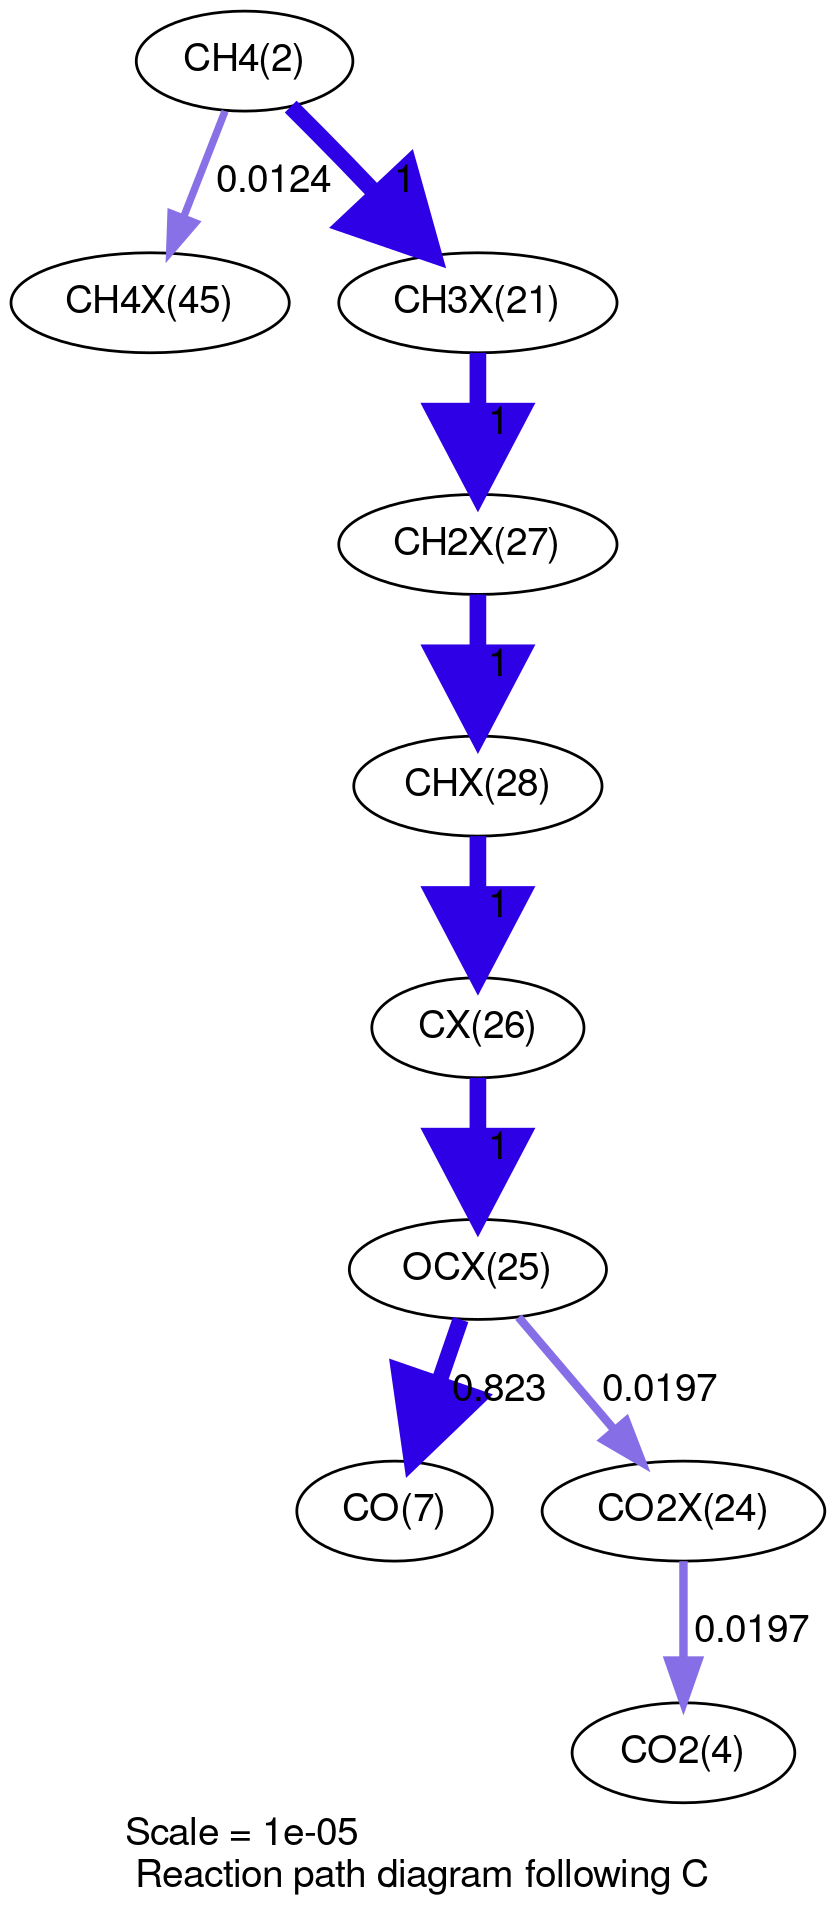 CH4(2)
0.0124
1
CH4X(45)
CH3X(21)
1
CH2X(27)
1
CHX(28)
1
CX(26)
1
OCX(25)
0.823
0.0197
CO(7)
CO2X(24)
0.0197
CO2(4)
Scale = 1e-05
Reaction path diagram following C